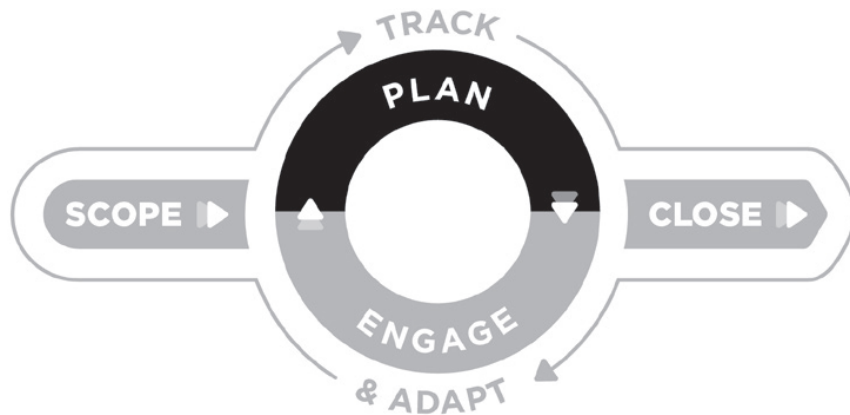 TRACK
PLAN
SCOPE
CLOSE
ENGAGE
& ADAPT